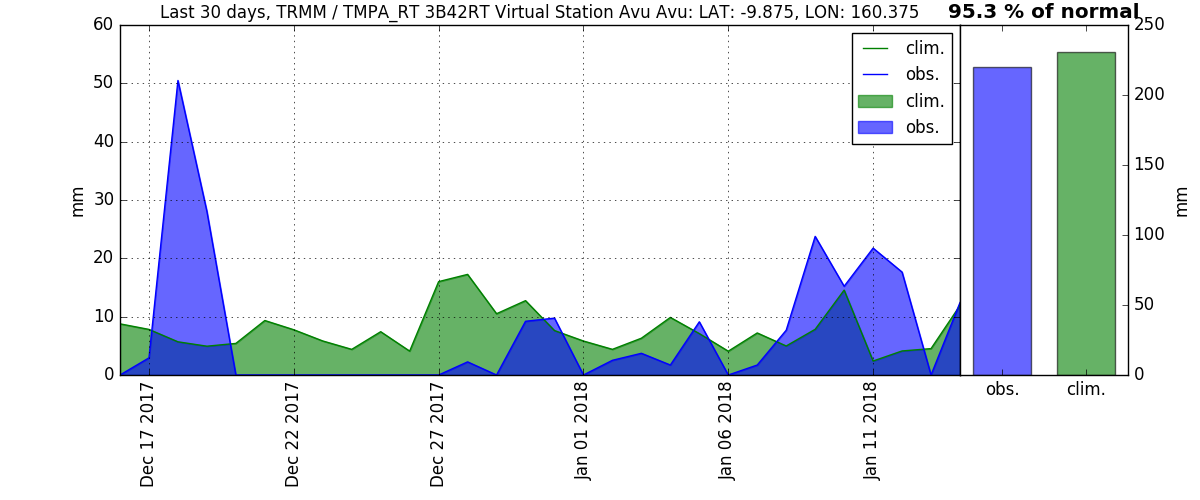 Last 30 days, TRMM / TMPA_RT 3B42RT Virtual Station Avu Avu: LAT: -9.875, LON: 160.375
95.3 % of normal
60
50
40
30
20
10
0
mm
clim.
obs.
clim.
obs.
Dec 17 2017
Dec 22 2017
Dec 27 2017
Jan 01 2018
Jan 06 2018
Jan 11 2018
250
200
150
100
50
0
mm
obs.
clim.